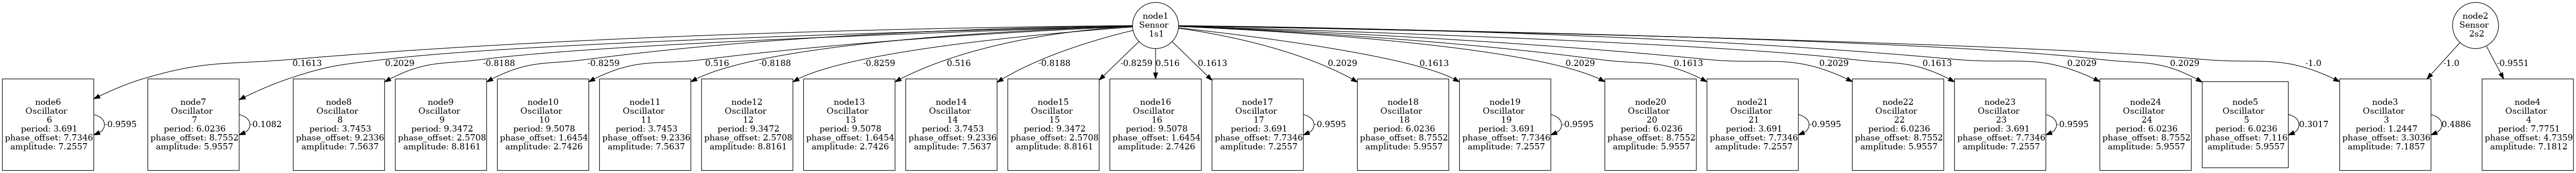 node1
Sensor
1s1
node2
Sensor
2s2
0.1613
0.2029
-0.8188
-0.8259
0.516
-0.8188
-0.8259
0.516
-0.8188
-0.8259
0.516
0.1613
0.2029
0.1613
0.2029
0.1613
0.2029
0.1613
0.2029
0.2029
-1.0
-1.0
-0.9551
node6
Oscillator
6
period: 3.691
phase_offset: 7.7346
amplitude: 7.2557
-0.9595
node7
Oscillator
7
period: 6.0236
phase_offset: 8.7552
amplitude: 5.9557
-0.1082
node8
Oscillator
8
period: 3.7453
phase_offset: 9.2336
amplitude: 7.5637
node9
Oscillator
9
period: 9.3472
phase_offset: 2.5708
amplitude: 8.8161
node10
Oscillator
10
period: 9.5078
phase_offset: 1.6454
amplitude: 2.7426
node11
Oscillator
11
period: 3.7453
phase_offset: 9.2336
amplitude: 7.5637
node12
Oscillator
12
period: 9.3472
phase_offset: 2.5708
amplitude: 8.8161
node13
Oscillator
13
period: 9.5078
phase_offset: 1.6454
amplitude: 2.7426
node14
Oscillator
14
period: 3.7453
phase_offset: 9.2336
amplitude: 7.5637
node15
Oscillator
15
period: 9.3472
phase_offset: 2.5708
amplitude: 8.8161
node16
Oscillator
16
period: 9.5078
phase_offset: 1.6454
amplitude: 2.7426
node17
Oscillator
17
period: 3.691
phase_offset: 7.7346
amplitude: 7.2557
-0.9595
node18
Oscillator
18
period: 6.0236
phase_offset: 8.7552
amplitude: 5.9557
node19
Oscillator
19
period: 3.691
phase_offset: 7.7346
amplitude: 7.2557
-0.9595
node20
Oscillator
20
period: 6.0236
phase_offset: 8.7552
amplitude: 5.9557
node21
Oscillator
21
period: 3.691
phase_offset: 7.7346
amplitude: 7.2557
-0.9595
node22
Oscillator
22
period: 6.0236
phase_offset: 8.7552
amplitude: 5.9557
node23
Oscillator
23
period: 3.691
phase_offset: 7.7346
amplitude: 7.2557
-0.9595
node24
Oscillator
24
period: 6.0236
phase_offset: 8.7552
amplitude: 5.9557
node5
Oscillator
5
period: 6.0236
phase_offset: 7.116
amplitude: 5.9557
0.3017
node3
Oscillator
3
period: 1.2447
phase_offset: 3.3036
amplitude: 7.1857
0.4886
node4
Oscillator
4
period: 7.7751
phase_offset: 4.7359
amplitude: 7.1812